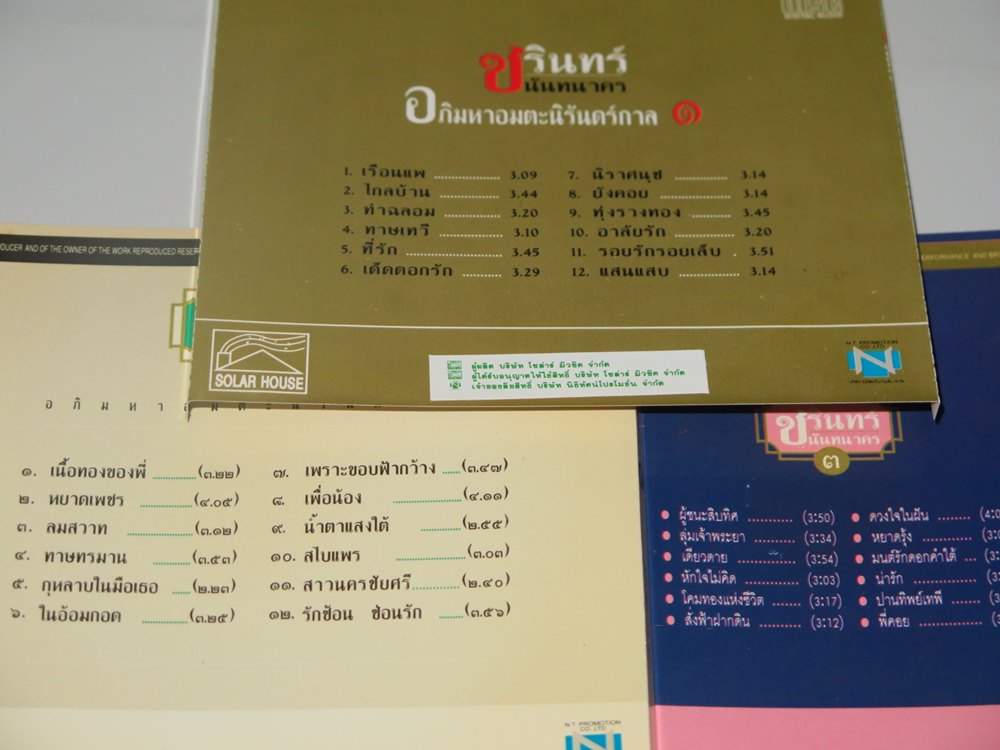 ชรินทร์
นันทนาคร
อภิมหาอมตะนิรันดร์กาล ๑
1. เรือนแพ .............. 3.09
2. ไกลบ้าน .............. 3.44
3. ท่าฉลอม .............. 3.20
4. ทาษเทวี .............. 3.10
5. ที่รัก .............. 3.45
6. เด็ดดอกรัก .............. 3.29
7. นิราศนุช .............. 3.14
8. ยังคอย .............. 3.14
9. ทุ่งรวงทอง .............. 3.45
10. อาลัยรัก .............. 3.20
11. รอยรักรอยเล็บ . 3.51
12. แสนแสบ .............. 3.14
SOLAR HOUSE
ผู้ผลิต บริษัท โซล่าร์ มิวซิค จำกัด
ผู้ได้รับอนุญาตให้ใช้สิทธิ์ บริษัท โซล่าร์ มิวซิค จำกัด
เจ้าของลิขสิทธิ์ บริษัท นิธิทัศน์โปรโมชั่น จำกัด
N.T. PROMOTION
CO.,LTD.
AND OF THE OWNER OF THE WORK REPRODUCED
๑. เนื้อทองของพี่ ..............(๓.๒๒)
๒. หยาดเพชร ..............(๔.๐๕)
๓. ลมสวาท ..............(๓.๑๒)
๔. ทาษทรมาน ..............(๓.๕๓)
๕. กุหลาบในมือเธอ ....(๒.๒๓)
๖. ในอ้อมกอด ..............(๓.๒๕)
๗. เพราะขอบฟ้ากว้าง .....(๓.๔๗)
๘. เพื่อน้อง ..............(๔.๑๑)
๙. น้ำตาแสงใต้ ..............(๒.๕๕)
๑๐. สไบแพร ..............(๓.๐๓)
๑๑. สาวนครชัยศรี........(๒.๔๐)
๑๒. รักซ้อน ซ่อนรัก .......(๓.๕๖)
N.T. PROMOTION
CO.,LTD.
PERFORMANCE AND
ชรินทร์
นันทนาคร
๓
ผู้ชนะสิบทิศ ............ (3:50)
ลุ่มเจ้าพระยา ............ (3:34)
เดียวดาย ............ (3:54)
หักใจไม่คิด ............ (3:03)
โคมทองแห่งชีวิต ........ (3:17)
สั่งฟ้าฝากดิน ............ (3:12)
ดวงใจในฝัน ........ (4:0
หยาดรุ้ง ............ (3:
มนต์รักดอกคำใต้ ... (3:
น่ารัก ............ (3:
ปานทิพย์เทพี ........ (3
พี่คอย ............ (3